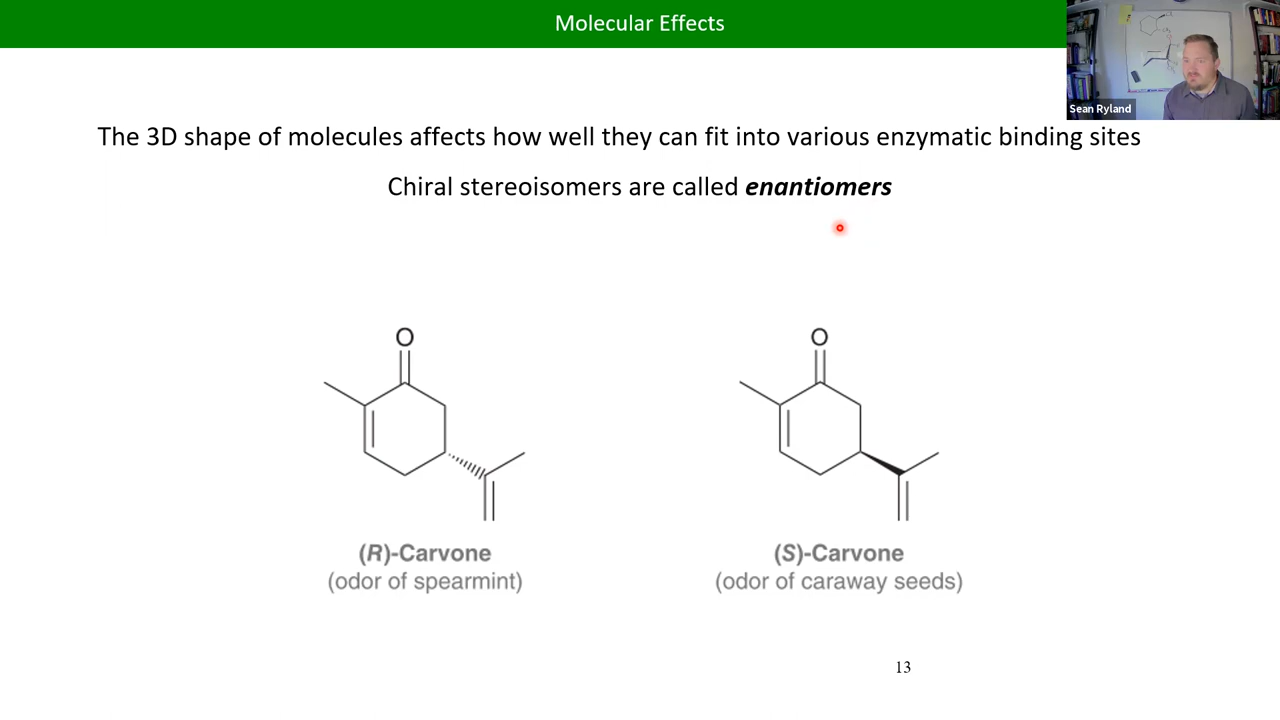 Molecular Effects
Sean Ryland
The 3D shape of molecules affects how well they can fit into various enzymatic binding sites
Chiral stereoisomers are called enantiomers
O
O
(R)-Carvone
(odor of spearmint)
(S)-Carvone
(odor of caraway seeds)
13